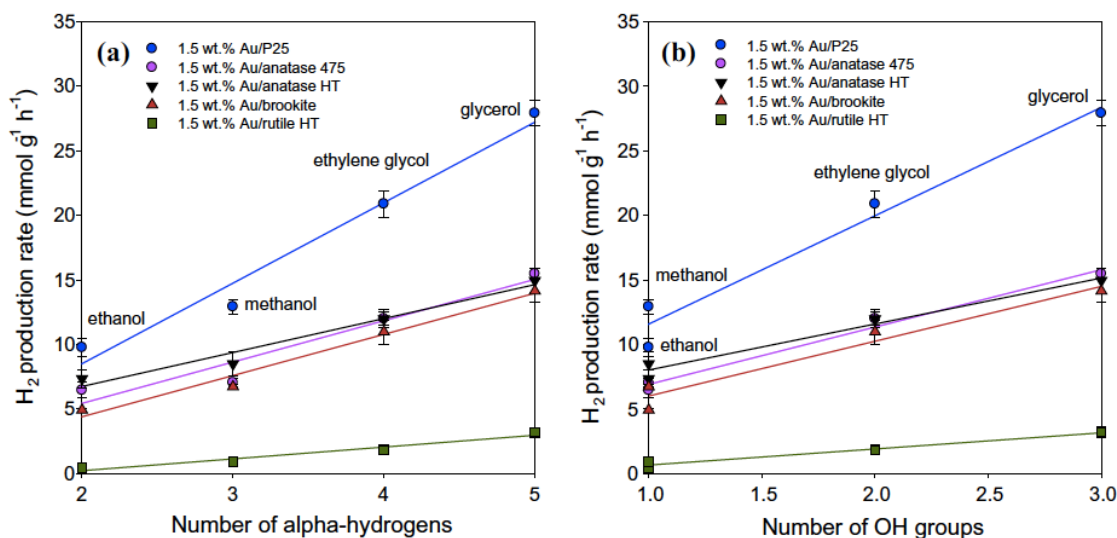 (a)
1.5 wt.% Au/P25
1.5 wt.% Au/anatase 475
1.5 wt.% Au/anatase HT
1.5 wt.% Au/brookite
1.5 wt.% Au/rutile HT
glycerol
ethylene glycol
methanol
ethanol
H₂ production rate (mmol g⁻¹ h⁻¹)
35
30
25
20
15
10
5
0
2
3
4
5
Number of alpha-hydrogens
(b)
1.5 wt.% Au/P25
1.5 wt.% Au/anatase 475
1.5 wt.% Au/anatase HT
1.5 wt.% Au/brookite
1.5 wt.% Au/rutile HT
glycerol
ethylene glycol
methanol
ethanol
H₂ production rate (mmol g⁻¹ h⁻¹)
35
30
25
20
15
10
5
0
1.0
1.5
2.0
2.5
3.0
Number of OH groups